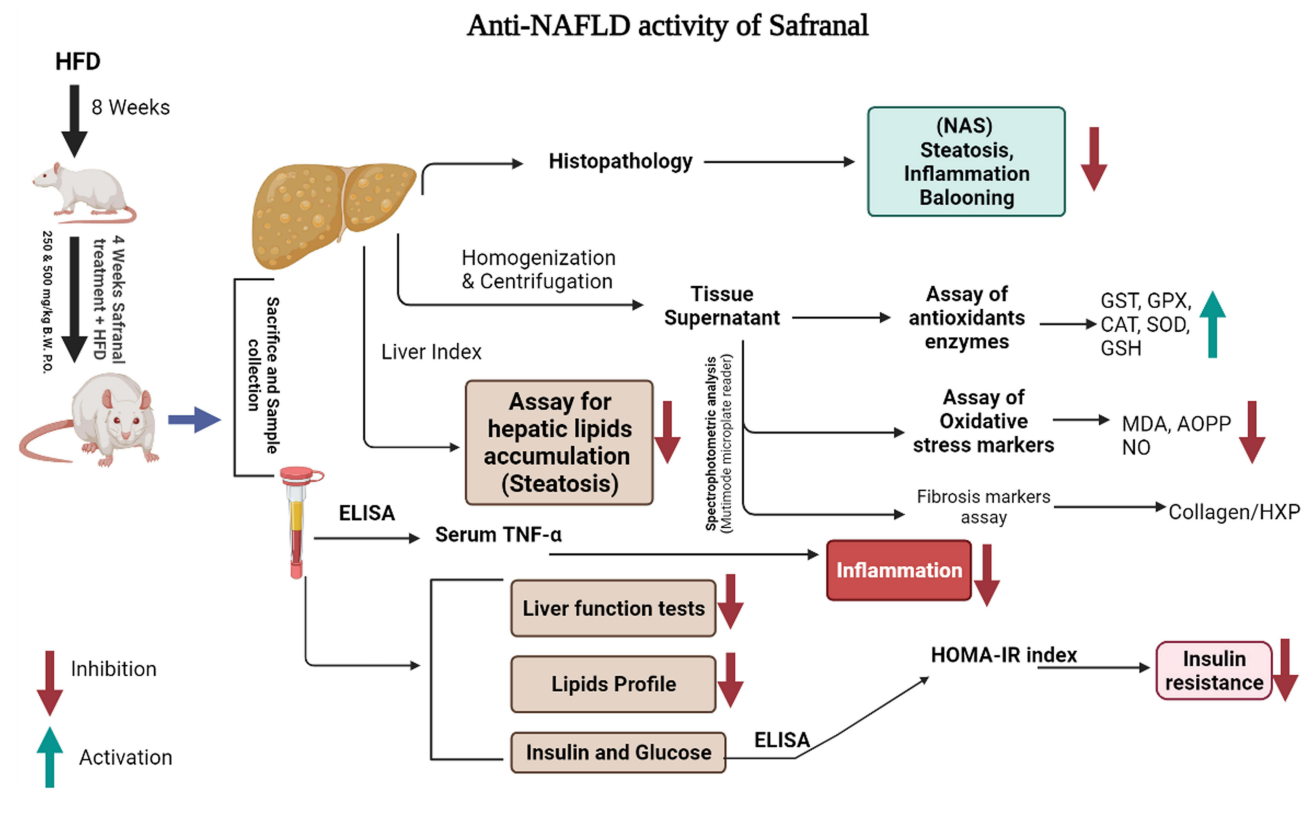 Anti-NAFLD activity of Safranal
HFD
8 Weeks
250 & 500 mg/kg B.W. P.O.
4 Weeks Safranal
treatment + HFD
Sacrifice and Sample
collection
Histopathology
(NAS)
Steatosis,
Inflammation
Balooning
Homogenization
& Centrifugation
Tissue
Supernatant
Assay of
antioxidants
enzymes
GST, GPX,
CAT, SOD,
GSH
Liver Index
Assay for
hepatic lipids
accumulation
(Steatosis)
Spectrophotometric analysis
(Mutimode microplate reader)
Assay of
Oxidative
stress markers
MDA, AOPP
NO
Fibrosis markers
assay
Collagen/HXP
ELISA
Serum TNF-α
Inflammation
Liver function tests
Lipids Profile
Insulin and Glucose
ELISA
HOMA-IR index
Insulin
resistance
Inhibition
Activation